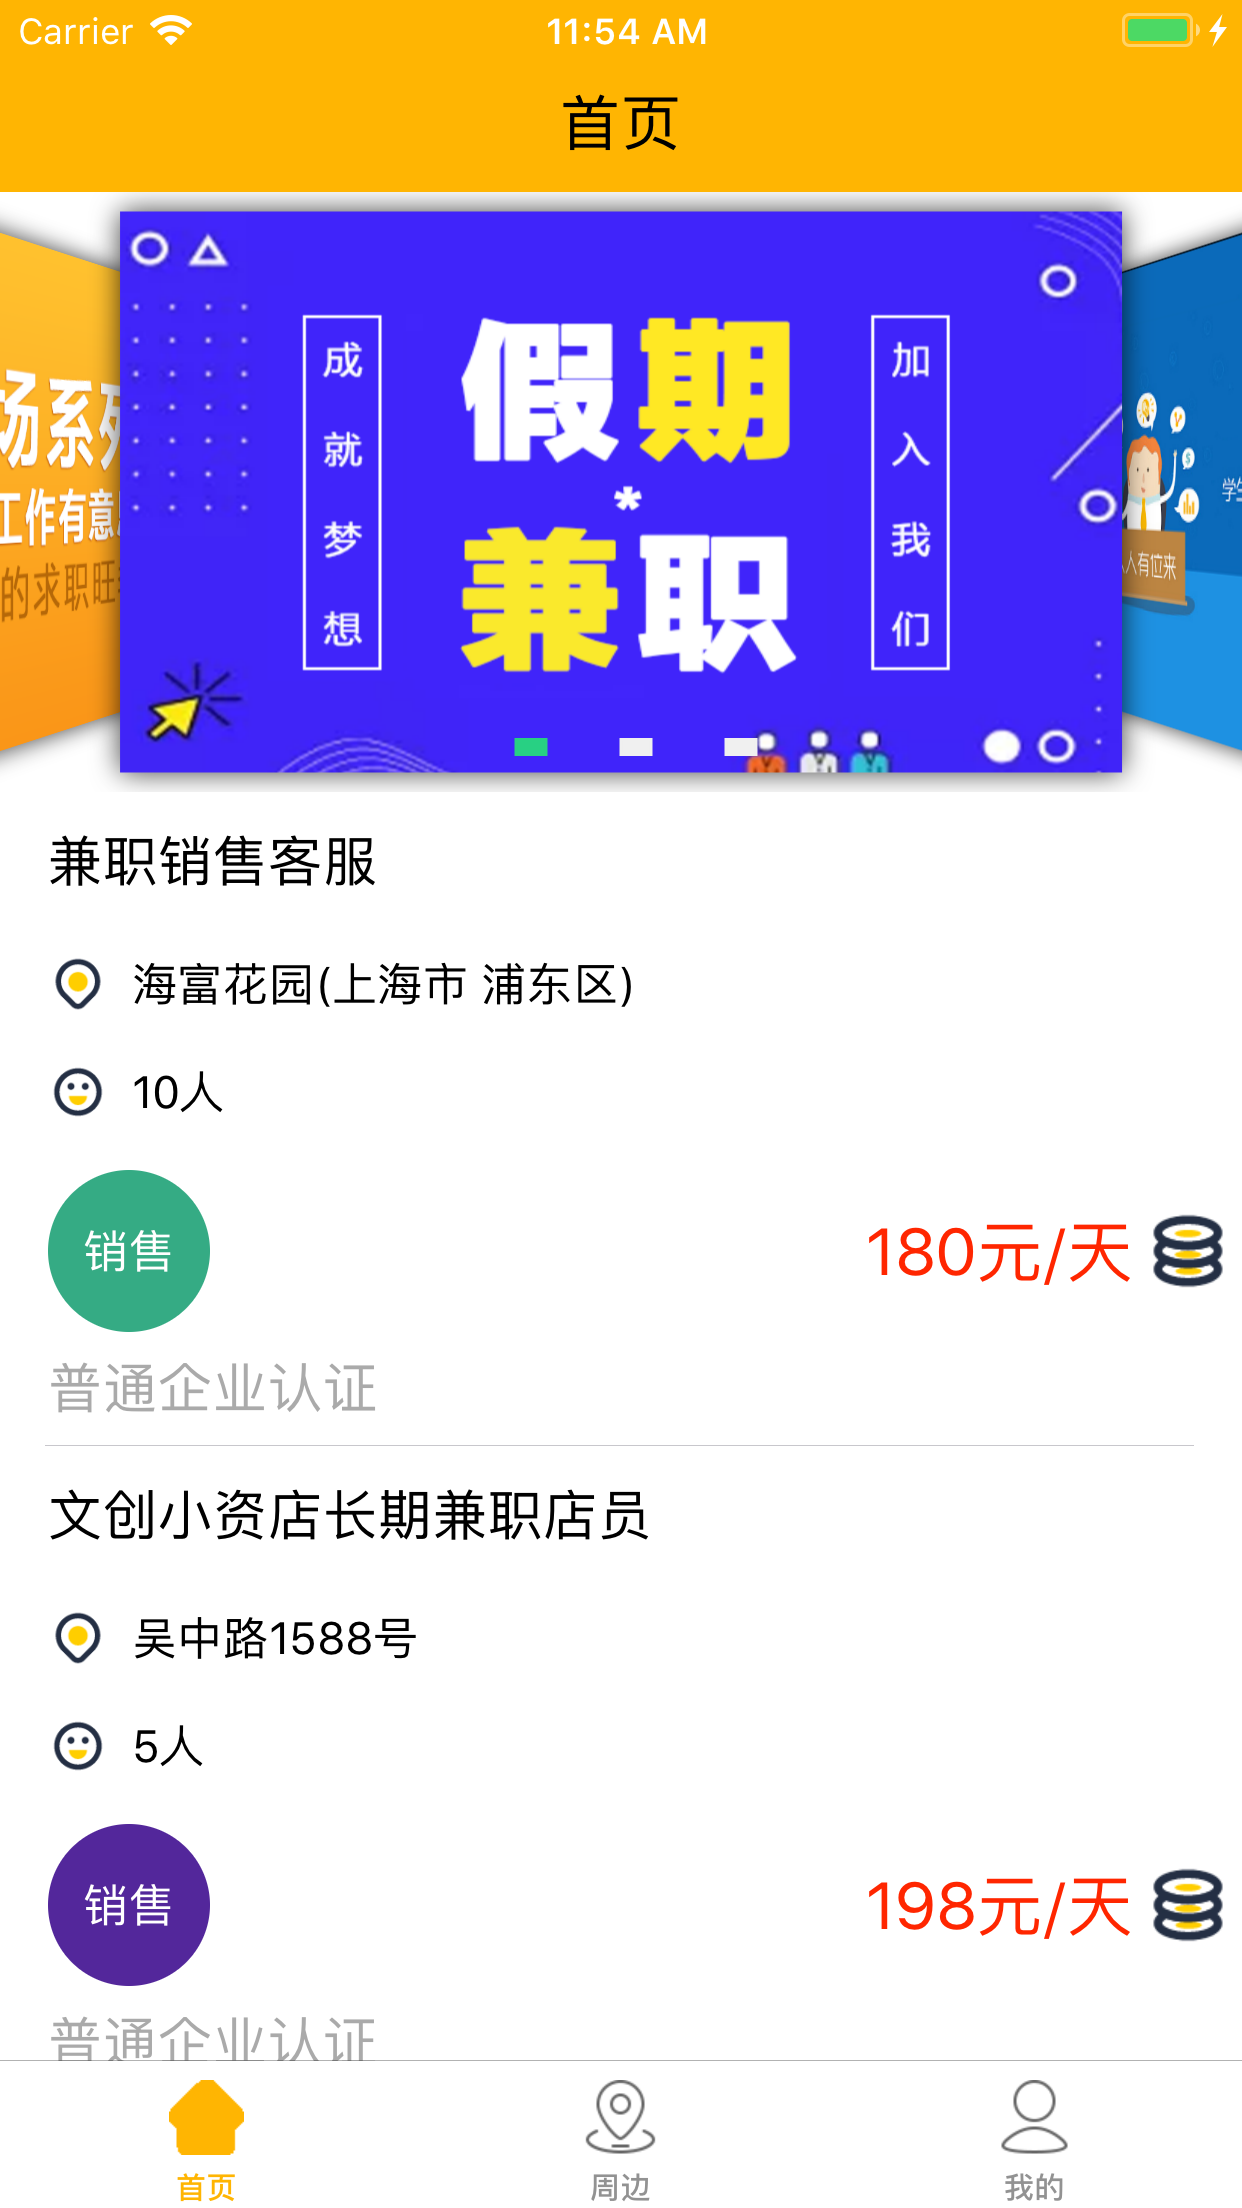 Carrier 11:54 AM
首页
场系列
工作有意
的求职旺
成就梦想
假期
*
兼职
加入我们
学生
人有位来
兼职销售客服
海富花园(上海市 浦东区)
10人
销售
180元/天
普通企业认证
文创小资店长期兼职店员
吴中路1588号
5人
销售
198元/天
普通企业认证
首页
周边
我的